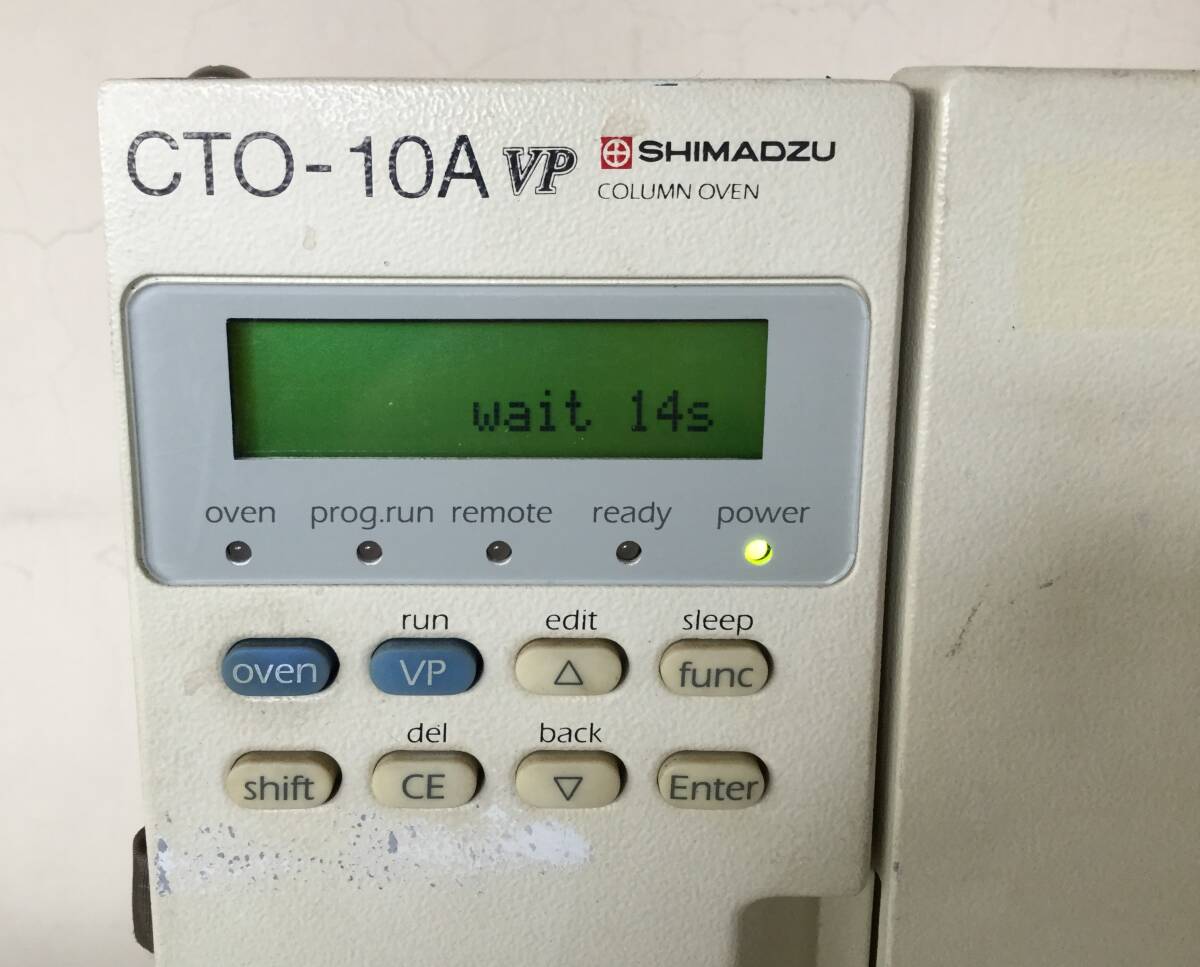 CTO-10A VP SHIMADZU
COLUMN OVEN
wait 14s
oven prog.run remote ready power
run edit sleep
oven VP △ func
del back
shift CE ▽ Enter